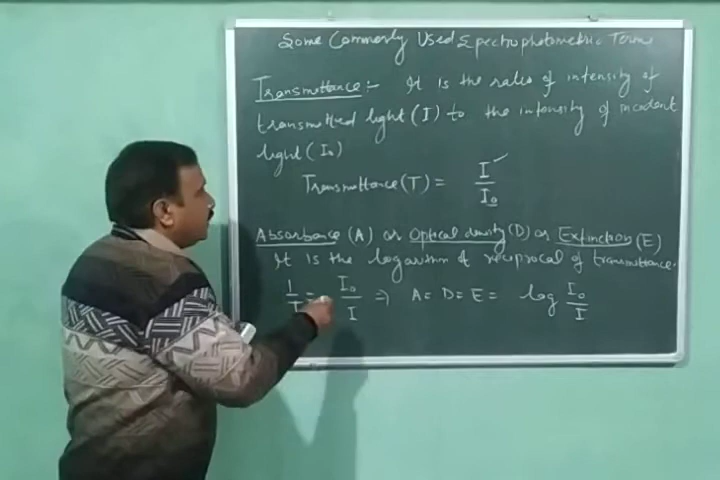 Some Commonly Used Spectrophotometric Terms
Transmittance:- It is the ratio of intensity of
transmitted light (I) to the intensity of incident
light (I₀)
Transmittance (T) = I / I₀
Absorbance (A) or Optical density (D) or Extinction (E)
It is the logarithm of reciprocal of transmittance.
1/T = I₀/I ⇒ A = D = E = log I₀/I